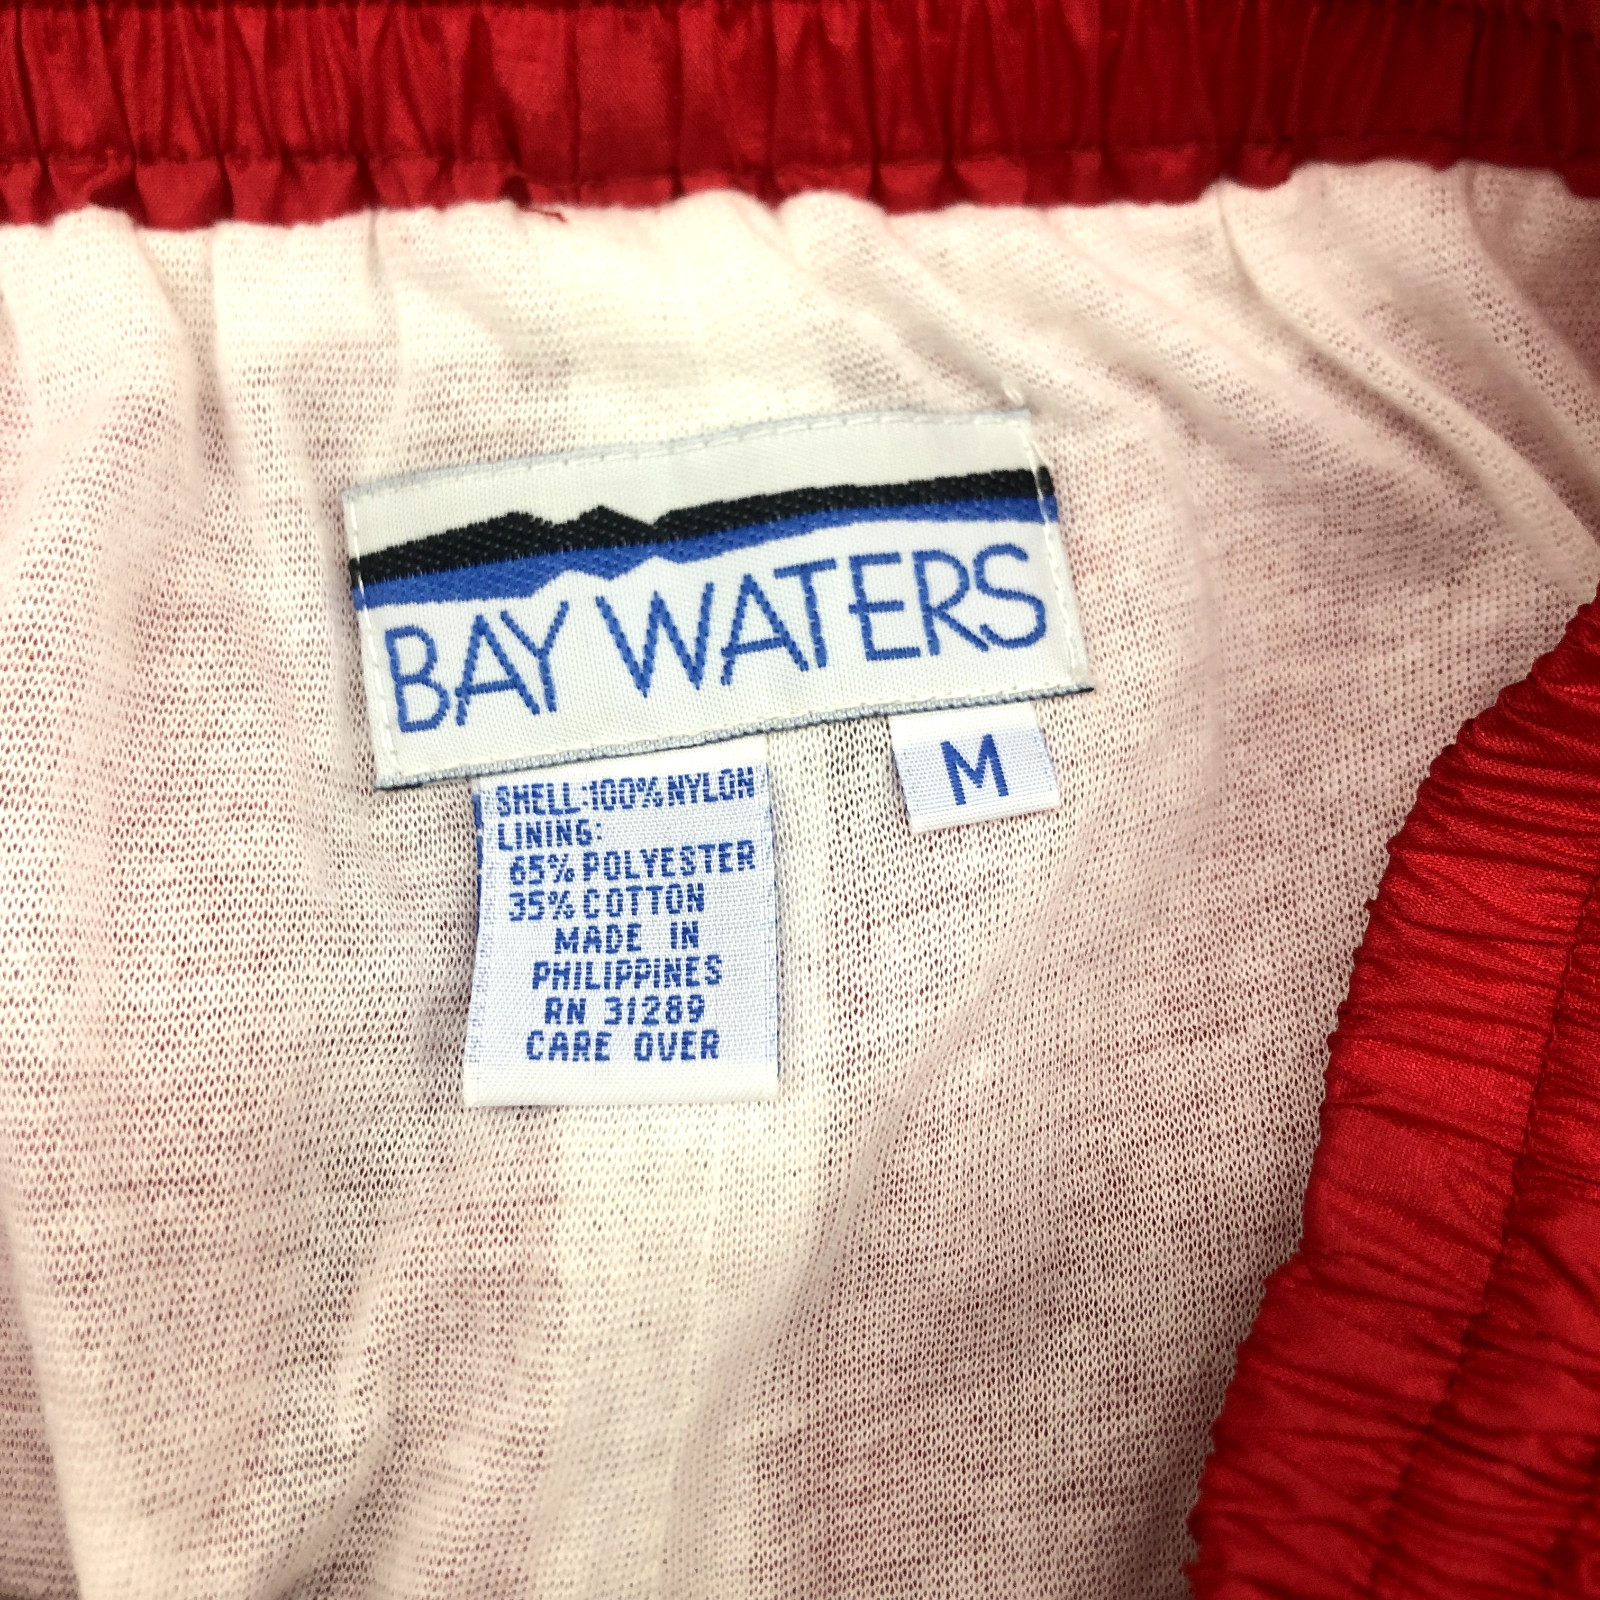 BAY WATERS
M
SHELL:100% NYLON
LINING:
65% POLYESTER
35% COTTON
MADE IN
PHILIPPINES
RN 31289
CARE OVER